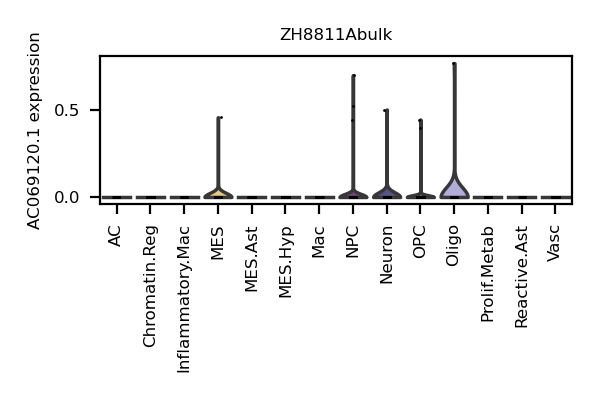 ZH8811Abulk
AC069120.1 expression
0.5
0.0
AC
Chromatin.Reg
Inflammatory.Mac
MES
MES.Ast
MES.Hyp
Mac
NPC
Neuron
OPC
Oligo
Prolif.Metab
Reactive.Ast
Vasc